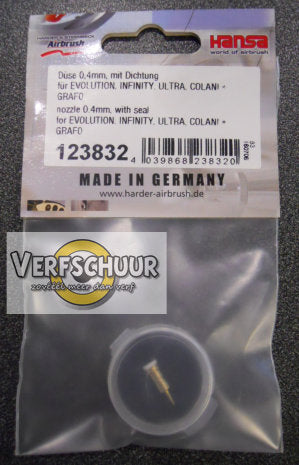 HARDER & STEENBECK
Airbrush
HANSA
world of airbrush
Düse 0,4mm, mit Dichtung
für EVOLUTION, INFINITY, ULTRA, COLANI +
GRAFO
nozzle 0.4mm, with seal
for EVOLUTION, INFINITY, ULTRA, COLANI +
GRAFO
123832
4 039868 238320
MADE IN GERMANY
www.harder-airbrush.de
VERFSCHUUR
zoveel meer dan verf